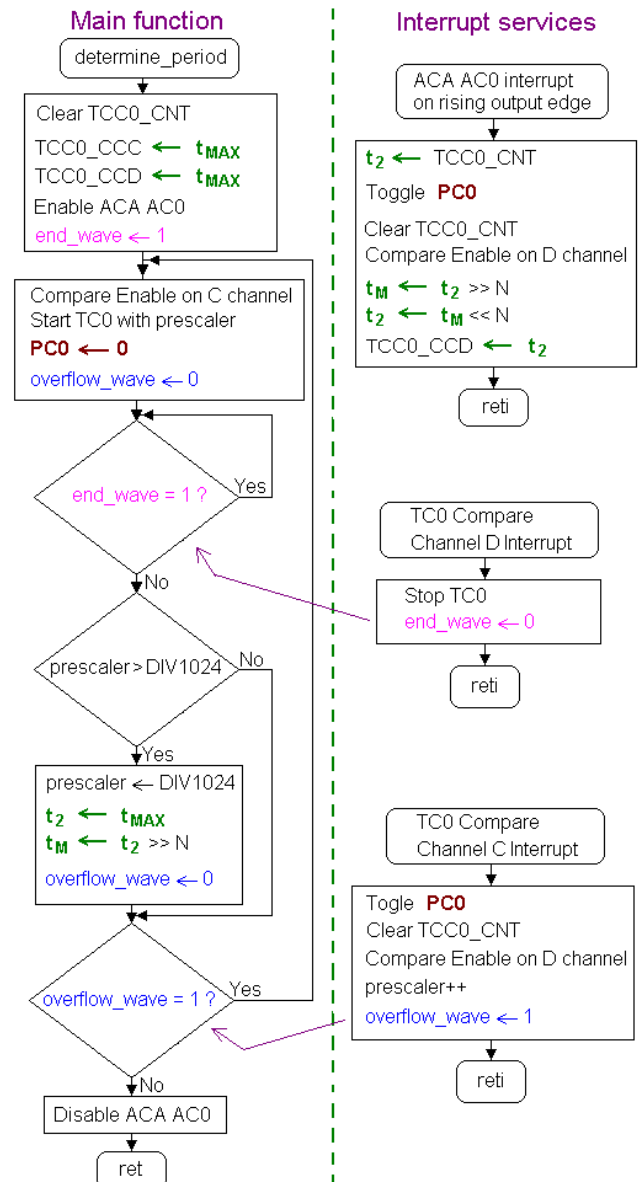 Main function
determine_period
Clear TCC0_CNT
TCC0_CCC ← tMAX
TCC0_CCD ← tMAX
Enable ACA AC0
end_wave ← 1
Compare Enable on C channel
Start TC0 with prescaler
PC0 ← 0
overflow_wave ← 0
end_wave = 1 ?
Yes
No
prescaler > DIV1024
No
Yes
prescaler ← DIV1024
t2 ← tMAX
tM ← t2 >> N
overflow_wave ← 0
overflow_wave = 1 ?
Yes
No
Disable ACA AC0
ret
Interrupt services
ACA AC0 interrupt
on rising output edge
t2 ← TCC0_CNT
Toggle PC0
Clear TCC0_CNT
Compare Enable on D channel
tM ← t2 >> N
t2 ← tM << N
TCC0_CCD ← t2
reti
TC0 Compare
Channel D Interrupt
Stop TC0
end_wave ← 0
reti
TC0 Compare
Channel C Interrupt
Togle PC0
Clear TCC0_CNT
Compare Enable on D channel
prescaler++
overflow_wave ← 1
reti